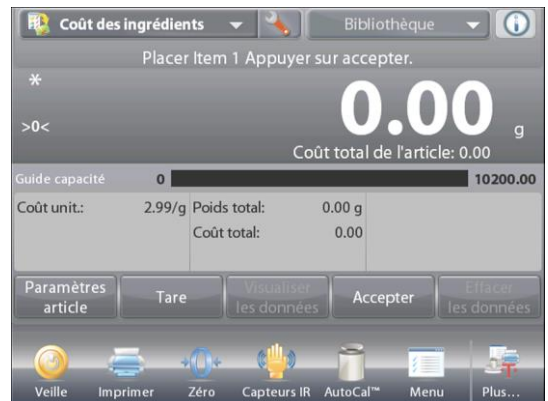 Coût des ingrédients Bibliothèque
Placer Item 1 Appuyer sur accepter.
*
>0<
0.00 g
Coût total de l'article: 0.00
Guide capacité 0 10200.00
Coût unit.: 2.99/g Poids total: 0.00 g
Coût total: 0.00
Paramètres article Tare Visualiser les données Accepter Effacer les données
Veille Imprimer Zéro Capteurs IR AutoCal™ Menu Plus...